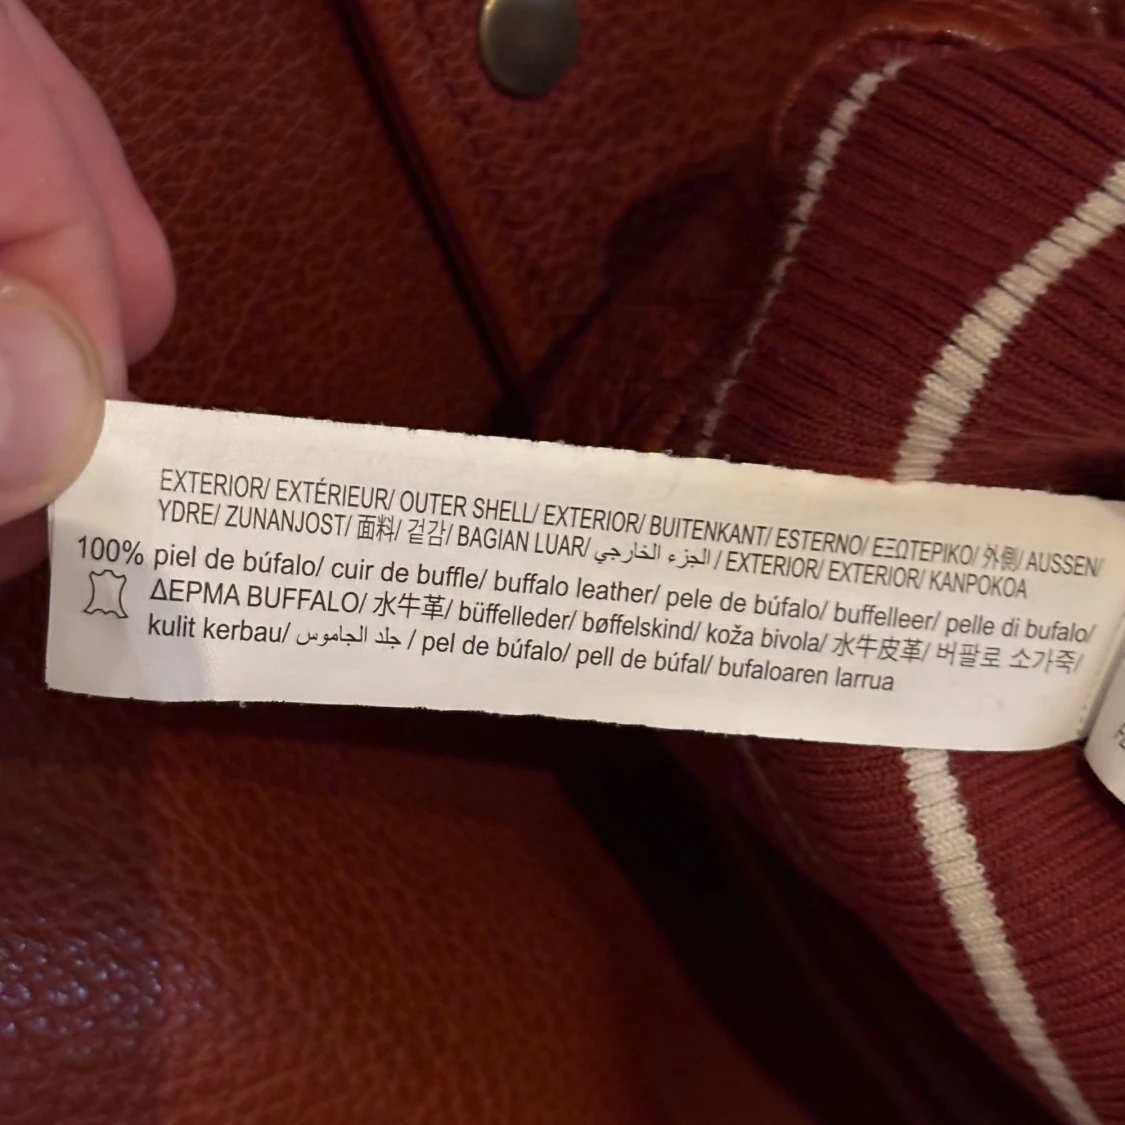 EXTERIOR/ EXTÉRIEUR/ OUTER SHELL/ EXTERIOR/ BUITENKANT/ ESTERNO/ ΕΞΩΤΕΡΙΚΟ/ 外側/ AUSSEN/
YDRE/ ZUNANJOST/ 面料/ 겉감/ BAGIAN LUAR/ الجزء الخارجي / EXTERIOR/ EXTERIOR/ KANPOKOA
100% piel de búfalo/ cuir de buffle/ buffalo leather/ pele de búfalo/ buffelleer/ pelle di bufalo/
ΔΕΡΜΑ BUFFALO/ 水牛革/ büffelleder/ bøffelskind/ koža bivola/ 水牛皮革/ 버팔로 소가죽/
kulit kerbau/ جلد الجاموس / pel de búfalo/ pell de búfal/ bufaloaren larrua